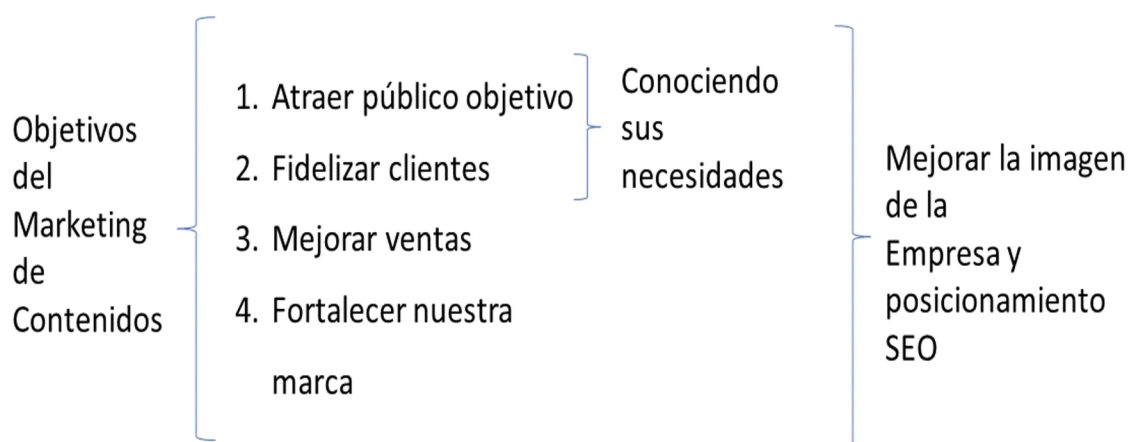 Objetivos
del
Marketing
de
Contenidos
1. Atraer público objetivo
2. Fidelizar clientes
3. Mejorar ventas
4. Fortalecer nuestra
marca
Conociendo
sus
necesidades
Mejorar la imagen
de la
Empresa y
posicionamiento
SEO